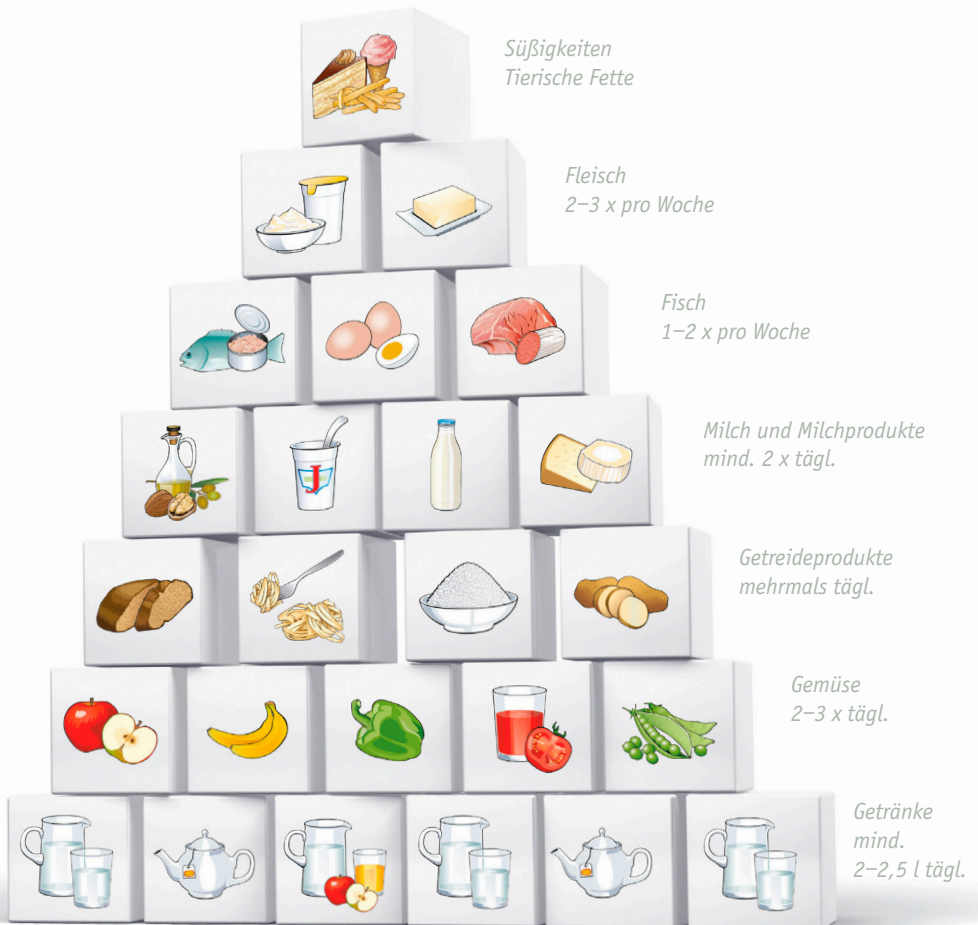 Süßigkeiten
Tierische Fette
Fleisch
2–3 x pro Woche
Fisch
1–2 x pro Woche
J
Milch und Milchprodukte
mind. 2 x tägl.
Getreideprodukte
mehrmals tägl.
Gemüse
2–3 x tägl.
Getränke
mind.
2–2,5 l tägl.